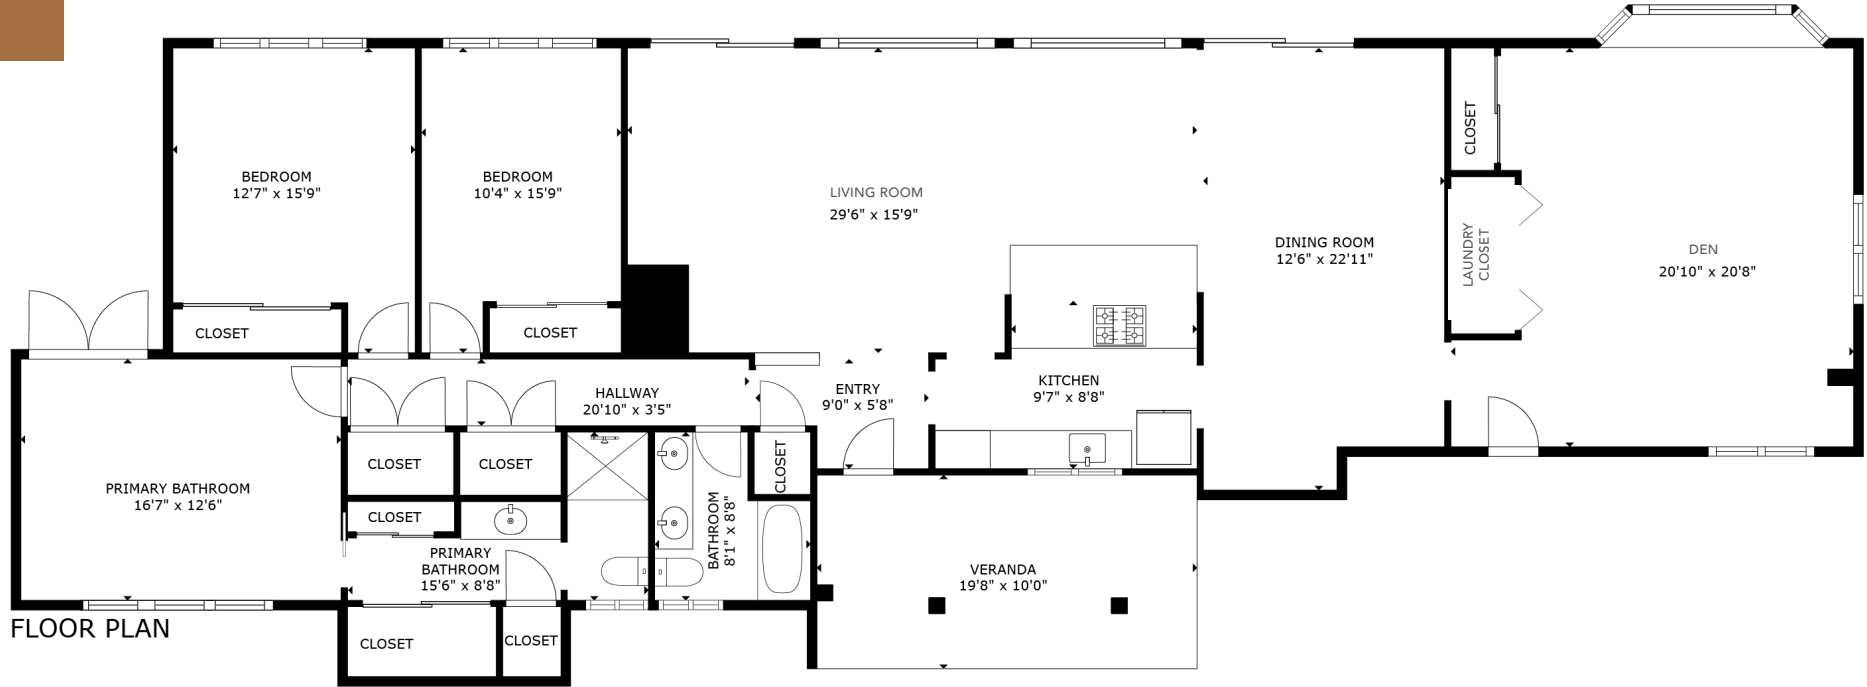 BEDROOM
12'7" x 15'9"
BEDROOM
10'4" x 15'9"
LIVING ROOM
29'6" x 15'9"
DINING ROOM
12'6" x 22'11"
CLOSET
LAUNDRY
CLOSET
DEN
20'10" x 20'8"
CLOSET
CLOSET
HALLWAY
20'10" x 3'5"
ENTRY
9'0" x 5'8"
KITCHEN
9'7" x 8'8"
CLOSET
CLOSET
CLOSET
PRIMARY BATHROOM
16'7" x 12'6"
CLOSET
PRIMARY
BATHROOM
15'6" x 8'8"
BATHROOM
8'1" x 8'8"
VERANDA
19'8" x 10'0"
FLOOR PLAN
CLOSET
CLOSET